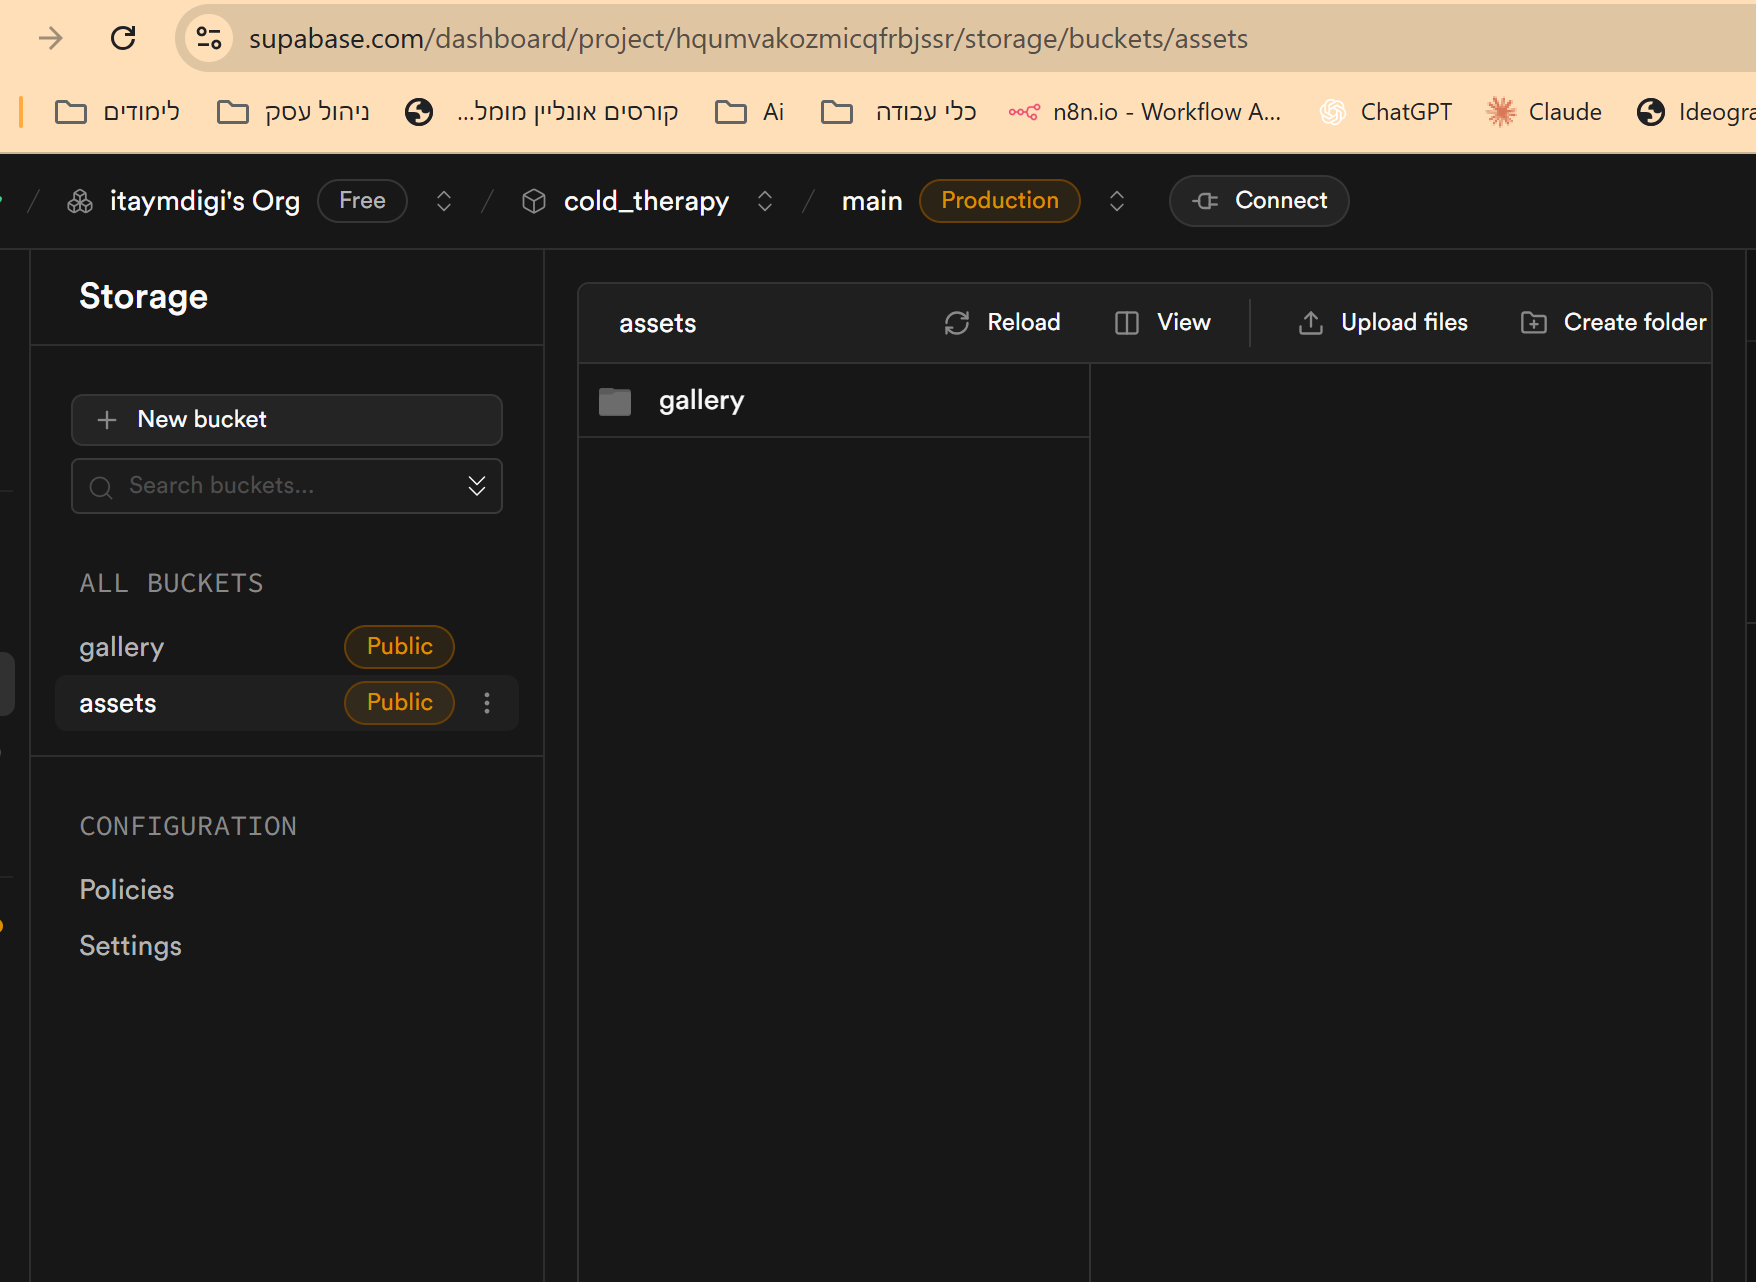 supabase.com/dashboard/project/hqumvakozmicqfrbjssr/storage/buckets/assets
לימודים ניהול עסק קורסים אונליין מומל... Ai כלי עבודה n8n.io - Workflow A... ChatGPT Claude Ideogra
itaymdigi's Org Free / cold_therapy / main Production Connect
Storage
assets Reload View Upload files Create folder
gallery
New bucket
Search buckets...
ALL BUCKETS
gallery Public
assets Public
CONFIGURATION
Policies
Settings